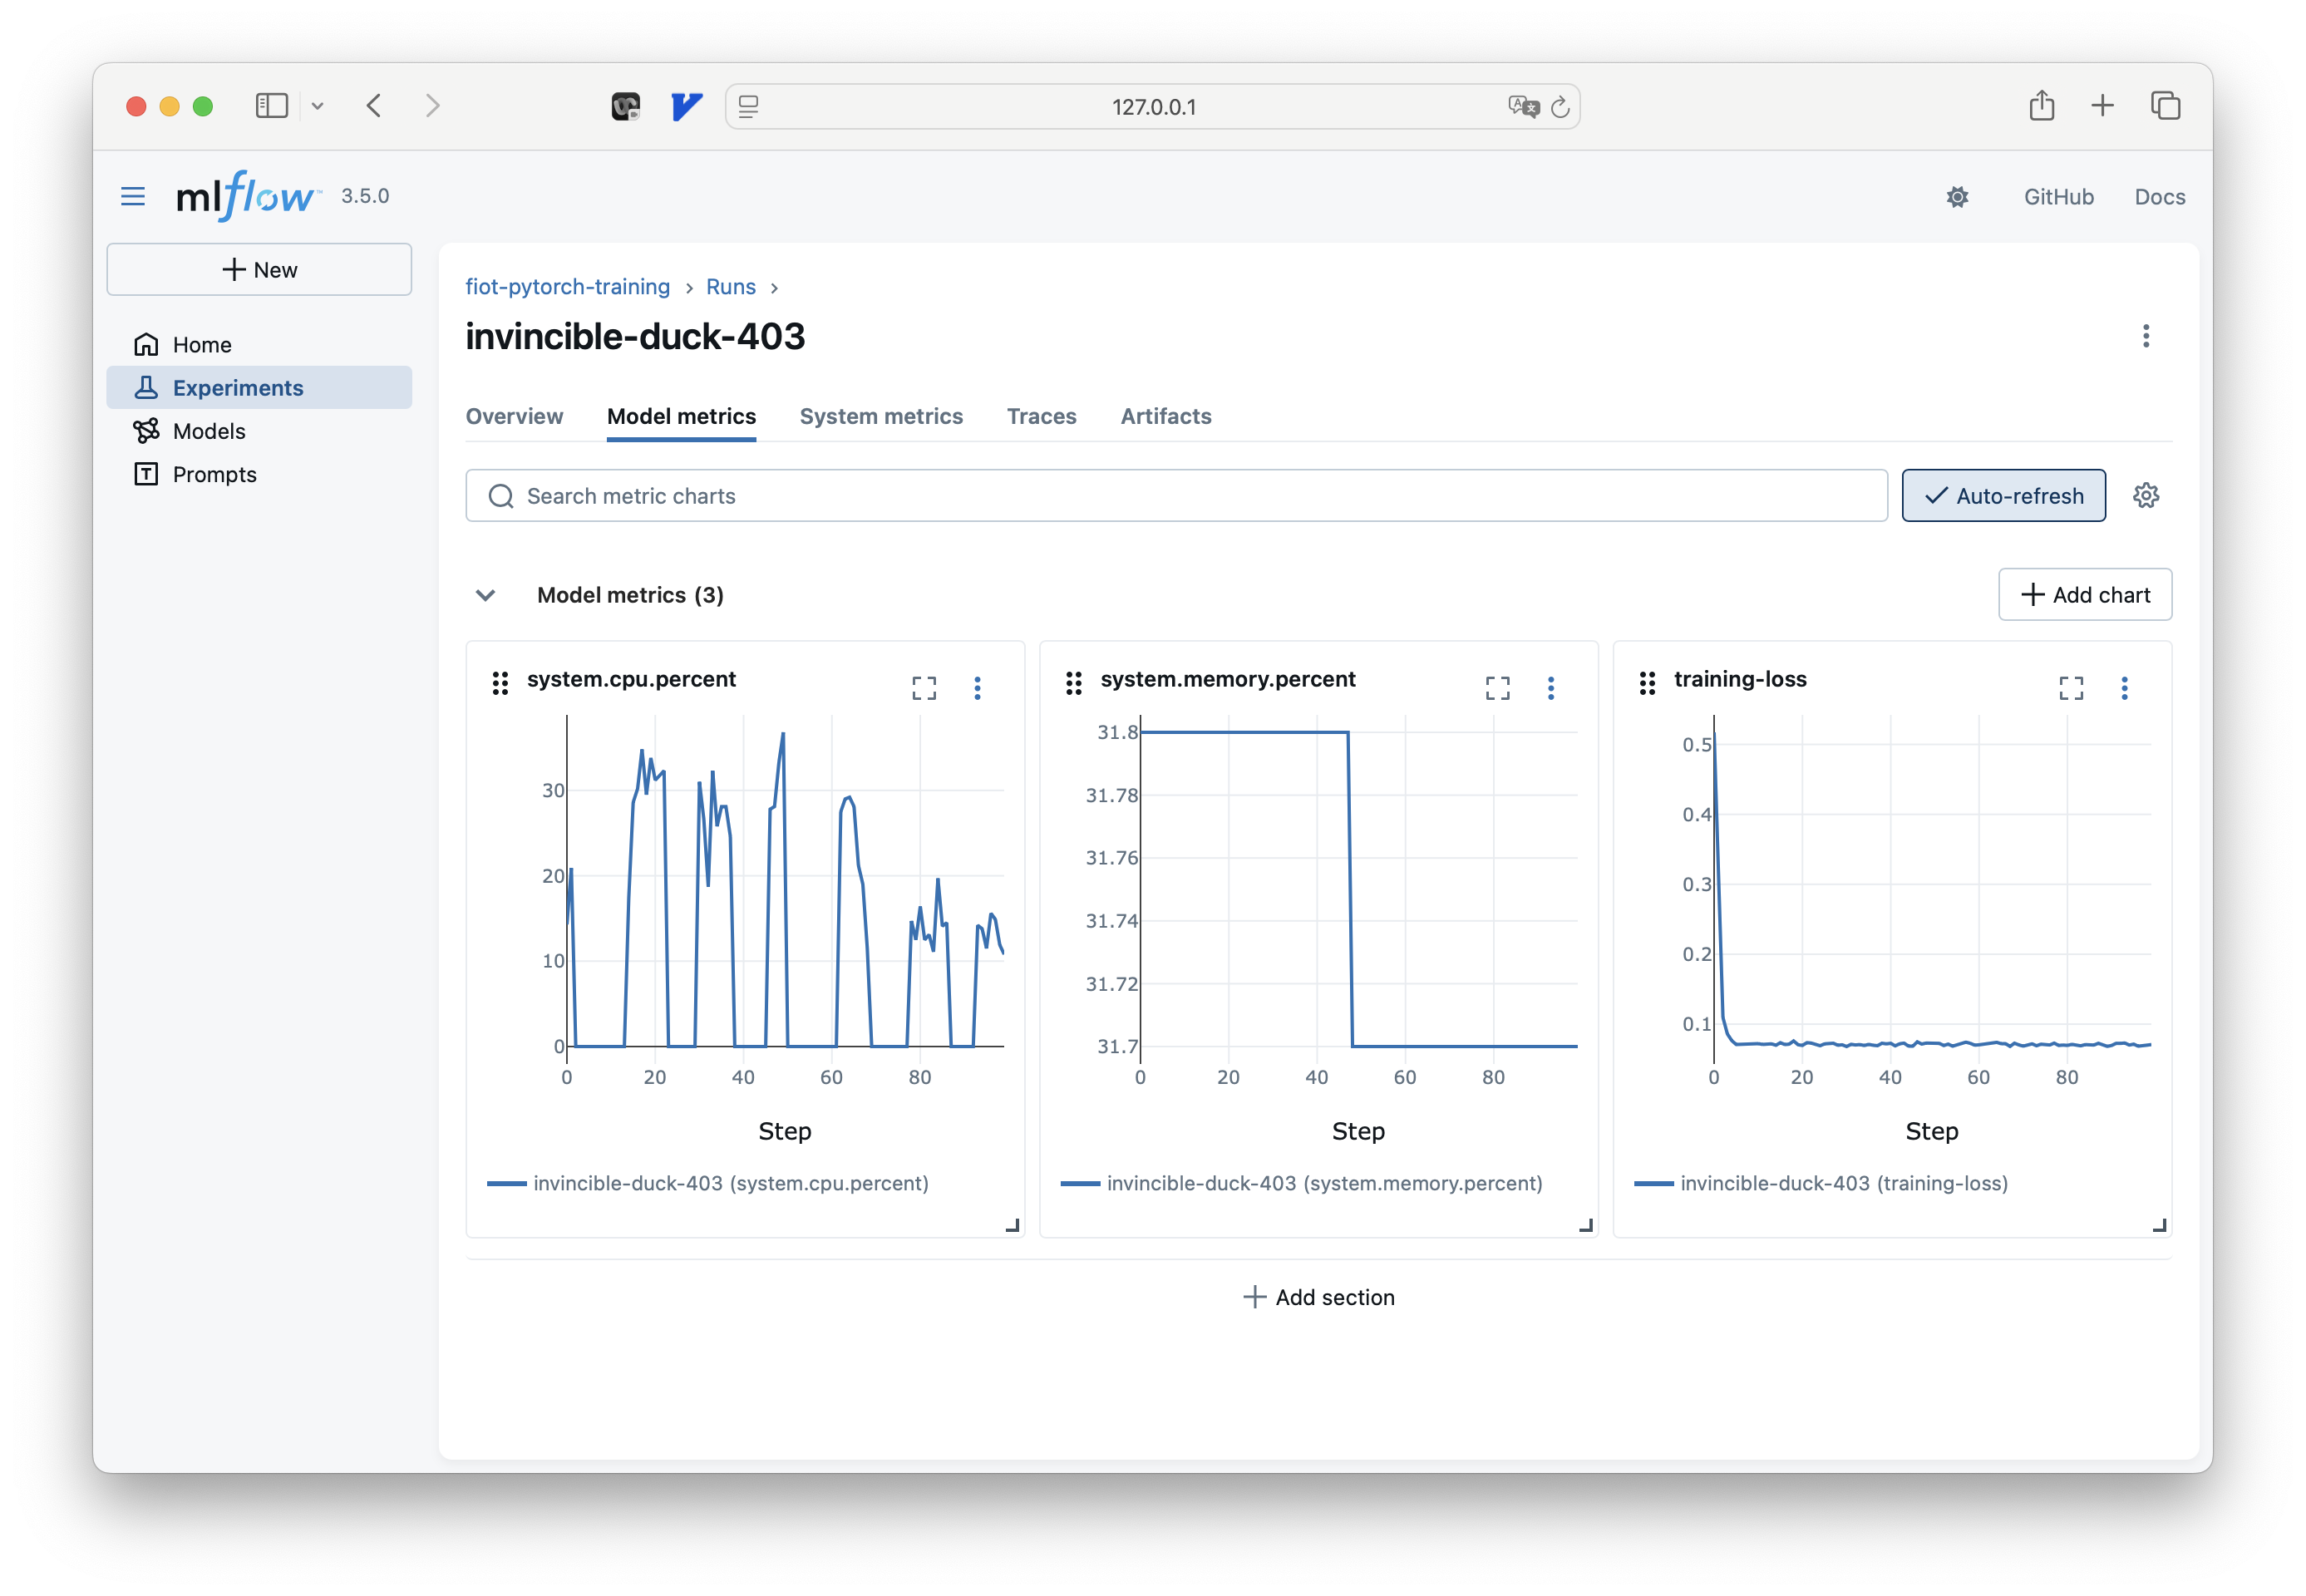 127.0.0.1
mlflow™ 3.5.0
GitHub
Docs
New
Home
Experiments
Models
Prompts
fiot-pytorch-training › Runs ›
invincible-duck-403
Overview
Model metrics
System metrics
Traces
Artifacts
Search metric charts
Auto-refresh
Model metrics (3)
Add chart
system.cpu.percent
30
20
10
0
0 20 40 60 80
Step
invincible-duck-403 (system.cpu.percent)
system.memory.percent
31.8
31.78
31.76
31.74
31.72
31.7
0 20 40 60 80
Step
invincible-duck-403 (system.memory.percent)
training-loss
0.5
0.4
0.3
0.2
0.1
0 20 40 60 80
Step
invincible-duck-403 (training-loss)
Add section